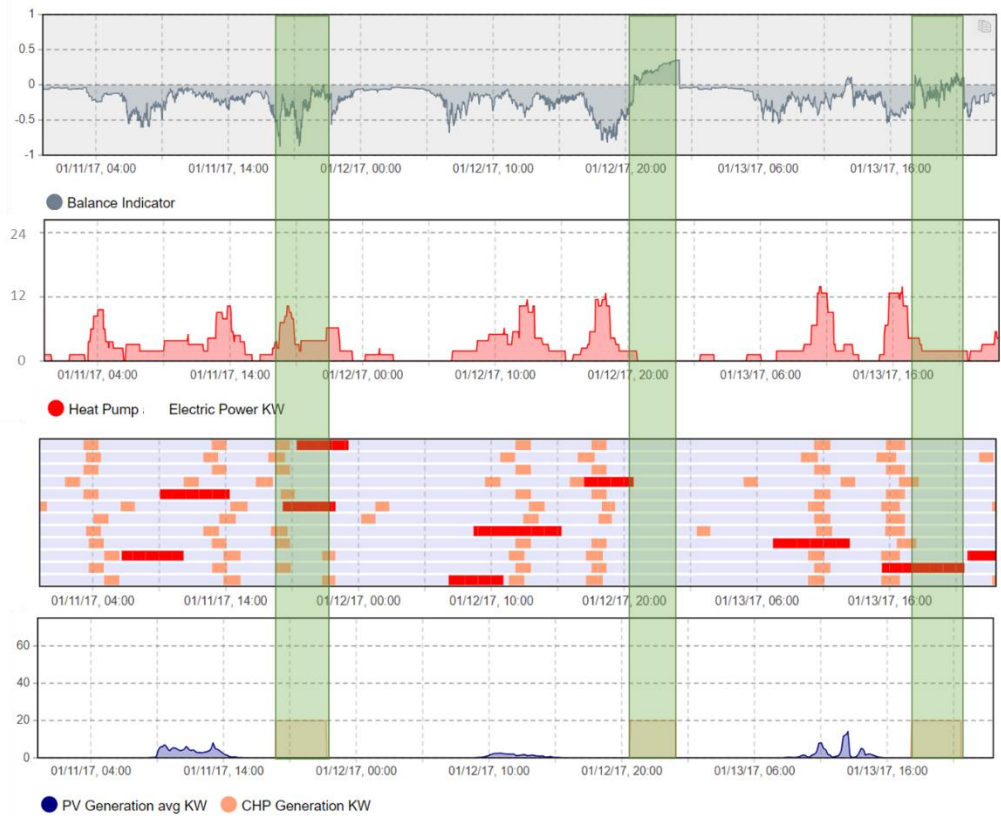 1
0.5
0
-0.5
-1
01/11/17, 04:00 01/11/17, 14:00 01/12/17, 00:00 01/12/17, 10:00 01/12/17, 20:00 01/13/17, 06:00 01/13/17, 16:00
Balance Indicator
24
12
0
01/11/17, 04:00 01/11/17, 14:00 01/12/17, 00:00 01/12/17, 10:00 01/12/17, 20:00 01/13/17, 06:00 01/13/17, 16:00
Heat Pump : Electric Power KW
01/11/17, 04:00 01/11/17, 14:00 01/12/17, 00:00 01/12/17, 10:00 01/12/17, 20:00 01/13/17, 06:00 01/13/17, 16:00
60
40
20
0
01/11/17, 04:00 01/11/17, 14:00 01/12/17, 00:00 01/12/17, 10:00 01/12/17, 20:00 01/13/17, 06:00 01/13/17, 16:00
PV Generation avg KW CHP Generation KW